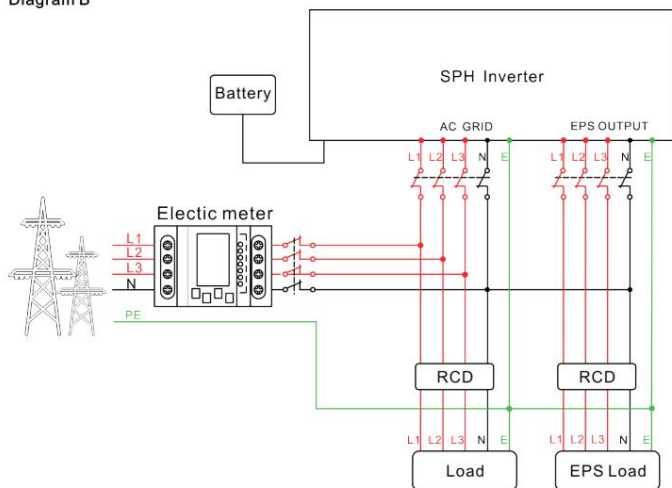 Diagram B
SPH Inverter
Battery
AC GRID
EPS OUTPUT
L1 L2 L3 N E
L1 L2 L3 N E
Electic meter
L1
L2
L3
N
PE
RCD
RCD
L1 L2 L3 N E
L1 L2 L3 N E
Load
EPS Load